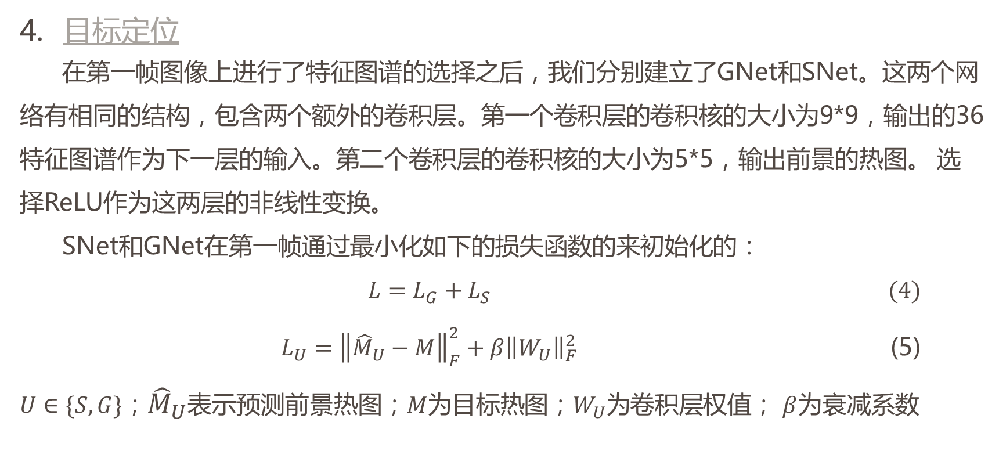 4. 目标定位
在第一帧图像上进行了特征图谱的选择之后，我们分别建立了GNet和SNet。这两个网
络有相同的结构，包含两个额外的卷积层。第一个卷积层的卷积核的大小为9*9，输出的36
特征图谱作为下一层的输入。第二个卷积层的卷积核的大小为5*5，输出前景的热图。 选
择ReLU作为这两层的非线性变换。
SNet和GNet在第一帧通过最小化如下的损失函数的来初始化的：
$L = L_G + L_S$ (4)
$L_U = \left\| \widehat{M}_U - M \right\|_F^2 + \beta \| W_U \|_F^2$ (5)
$U \in \{S, G\}$；$\widehat{M}_U$表示预测前景热图；$M$为目标热图；$W_U$为卷积层权值； $\beta$为衰减系数